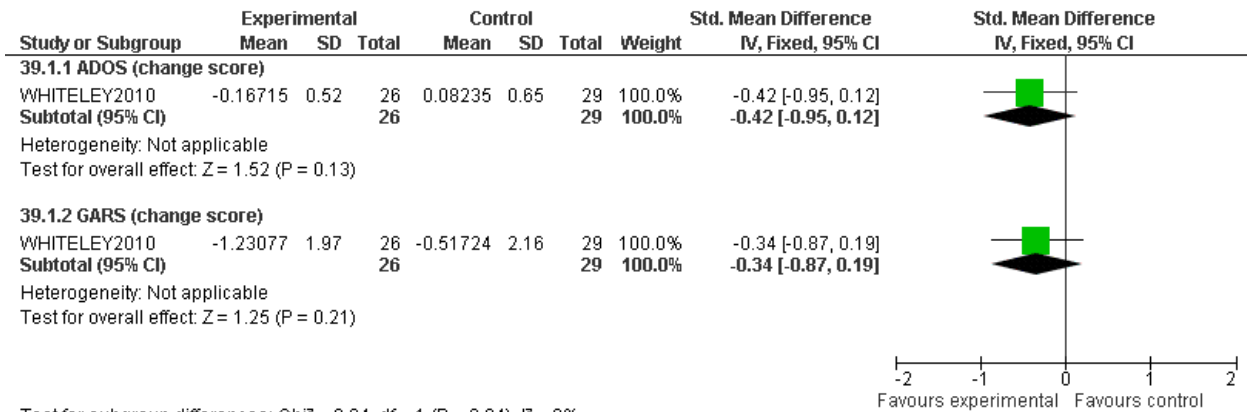 Experimental Control Std. Mean Difference Std. Mean Difference
Study or Subgroup Mean SD Total Mean SD Total Weight IV, Fixed, 95% CI IV, Fixed, 95% CI
39.1.1 ADOS (change score)
WHITELEY2010 -0.16715 0.52 26 0.08235 0.65 29 100.0% -0.42 [-0.95, 0.12]
Subtotal (95% CI) 26 29 100.0% -0.42 [-0.95, 0.12]
Heterogeneity: Not applicable
Test for overall effect: Z = 1.52 (P = 0.13)
39.1.2 GARS (change score)
WHITELEY2010 -1.23077 1.97 26 -0.51724 2.16 29 100.0% -0.34 [-0.87, 0.19]
Subtotal (95% CI) 26 29 100.0% -0.34 [-0.87, 0.19]
Heterogeneity: Not applicable
Test for overall effect: Z = 1.25 (P = 0.21)
-2 -1 0 1 2
Favours experimental Favours control